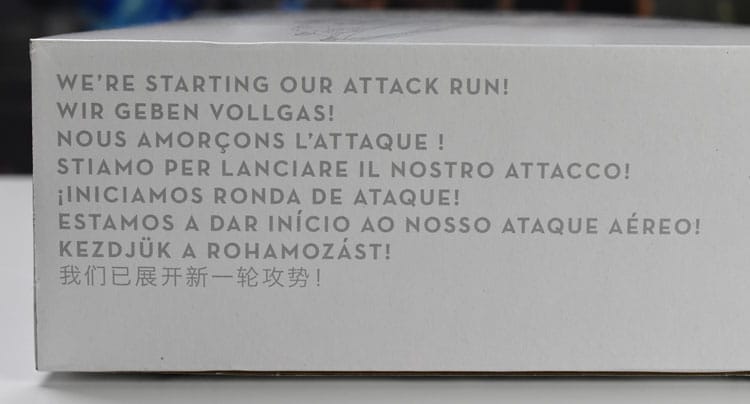 WE'RE STARTING OUR ATTACK RUN!
WIR GEBEN VOLLGAS!
NOUS AMORÇONS L'ATTAQUE !
STIAMO PER LANCIARE IL NOSTRO ATTACCO!
¡INICIAMOS RONDA DE ATAQUE!
ESTAMOS A DAR INÍCIO AO NOSSO ATAQUE AÉREO!
KEZDJÜK A ROHAMOZÁST!
我们已展开新一轮攻势！